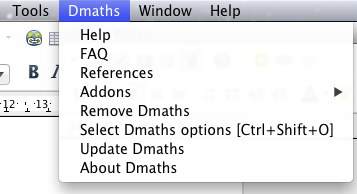 Tools Dmaths Window Help
Help
FAQ
References
Addons
B I
Remove Dmaths
12 13
Select Dmaths options [Ctrl+Shift+O]
Update Dmaths
About Dmaths